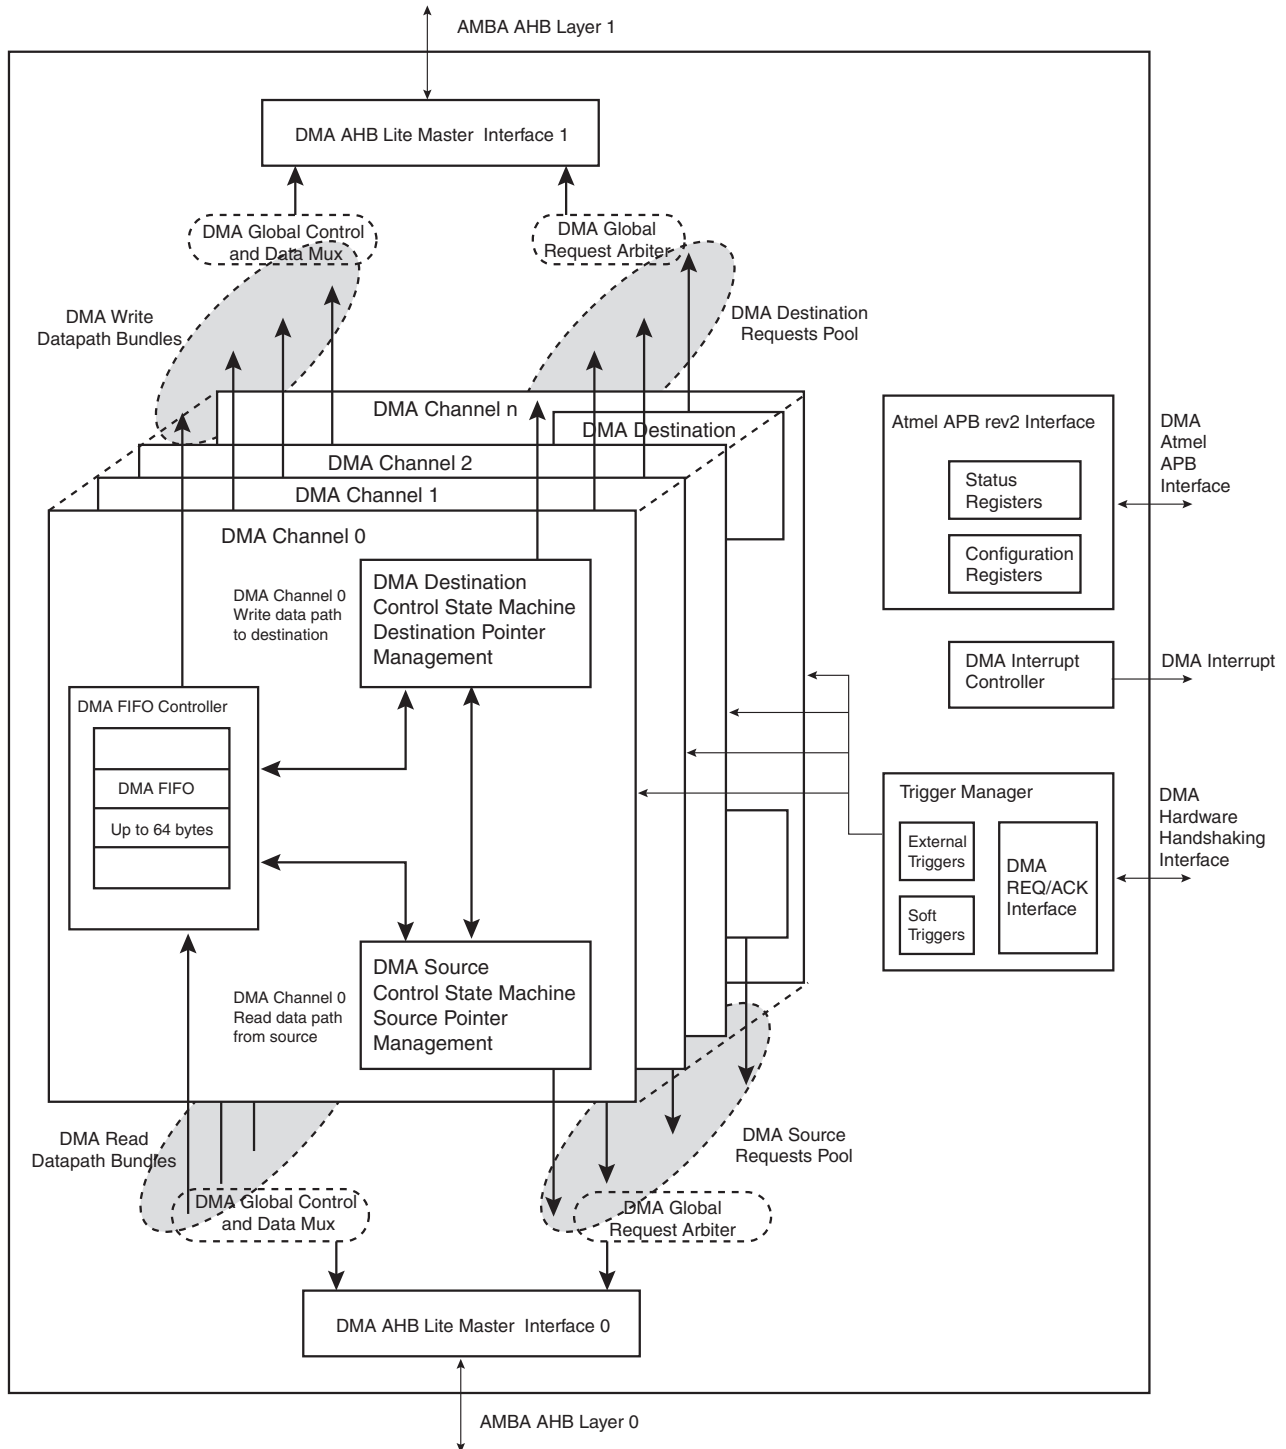 AMBA AHB Layer 1
DMA AHB Lite Master Interface 1
DMA Global Control
and Data Mux
DMA Global
Request Arbiter
DMA Write
Datapath Bundles
DMA Destination
Requests Pool
DMA Channel n
DMA Destination
DMA Channel 2
DMA Channel 1
DMA Channel 0
DMA Channel 0
Write data path
to destination
DMA Destination
Control State Machine
Destination Pointer
Management
DMA FIFO Controller
DMA FIFO
Up to 64 bytes
DMA Channel 0
Read data path
from source
DMA Source
Control State Machine
Source Pointer
Management
Atmel APB rev2 Interface
Status
Registers
Configuration
Registers
DMA
Atmel
APB
Interface
DMA Interrupt
Controller
DMA Interrupt
Trigger Manager
External
Triggers
Soft
Triggers
DMA
REQ/ACK
Interface
DMA
Hardware
Handshaking
Interface
DMA Read
Datapath Bundles
DMA Source
Requests Pool
DMA Global Control
and Data Mux
DMA Global
Request Arbiter
DMA AHB Lite Master Interface 0
AMBA AHB Layer 0